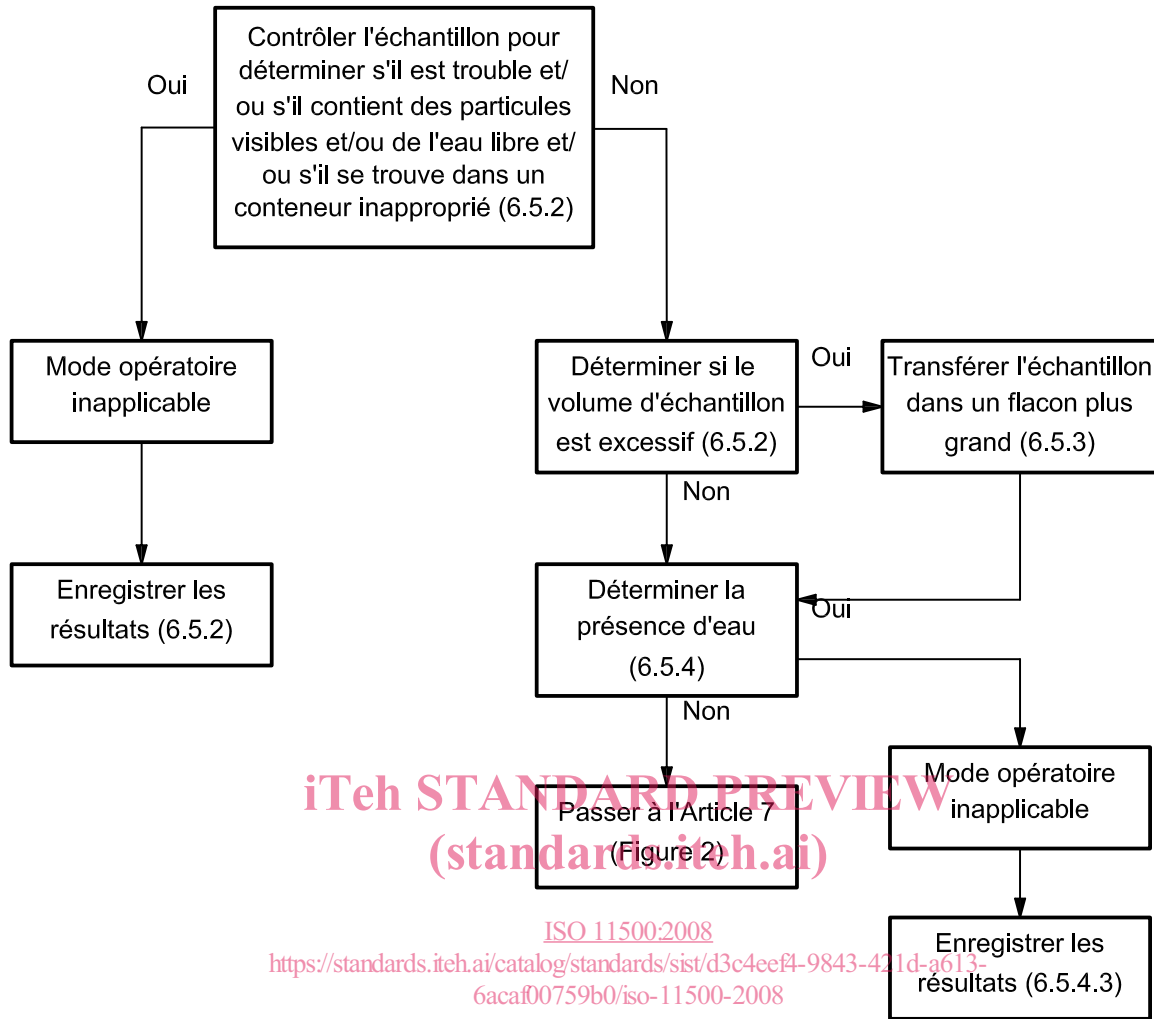 Contrôler l'échantillon pour
déterminer s'il est trouble et/
ou s'il contient des particules
visibles et/ou de l'eau libre et/
ou s'il se trouve dans un
conteneur inapproprié (6.5.2)
Oui
Non
Mode opératoire
inapplicable
Déterminer si le
volume d'échantillon
est excessif (6.5.2)
Oui
Transférer l'échantillon
dans un flacon plus
grand (6.5.3)
Non
Enregistrer les
résultats (6.5.2)
Déterminer la
présence d'eau
(6.5.4)
Oui
Non
Mode opératoire
inapplicable
Passer à l'Article 7
(Figure 2)
iTeh STANDARD PREVIEW
(standards.iteh.ai)
Enregistrer les
résultats (6.5.4.3)
ISO 11500:2008
https://standards.iteh.ai/catalog/standards/sist/d3c4eef4-9843-421d-a613-
6acaf00759b0/iso-11500-2008